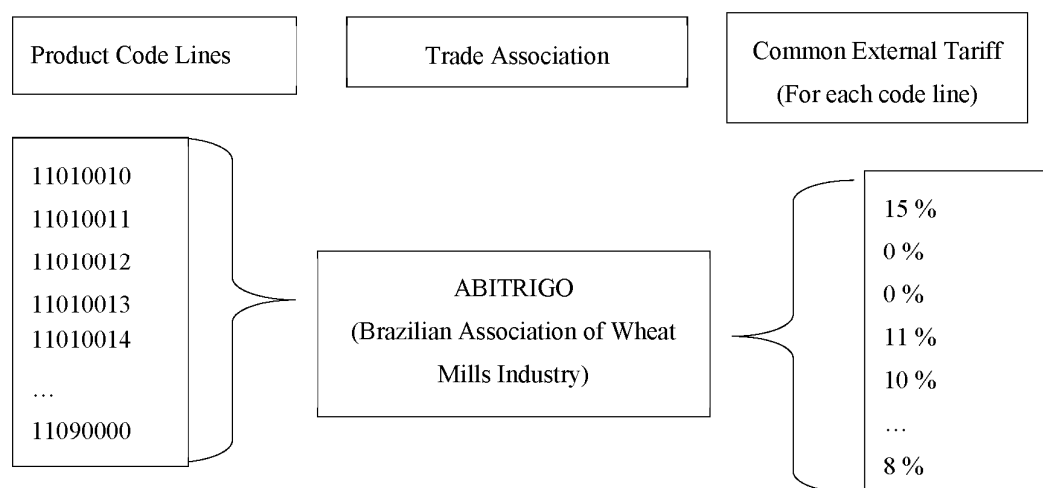 Product Code Lines
Trade Association
Common External Tariff
(For each code line)
11010010
11010011
11010012
11010013
11010014
…
11090000
ABITRIGO
(Brazilian Association of Wheat
Mills Industry)
15 %
0 %
0 %
11 %
10 %
…
8 %